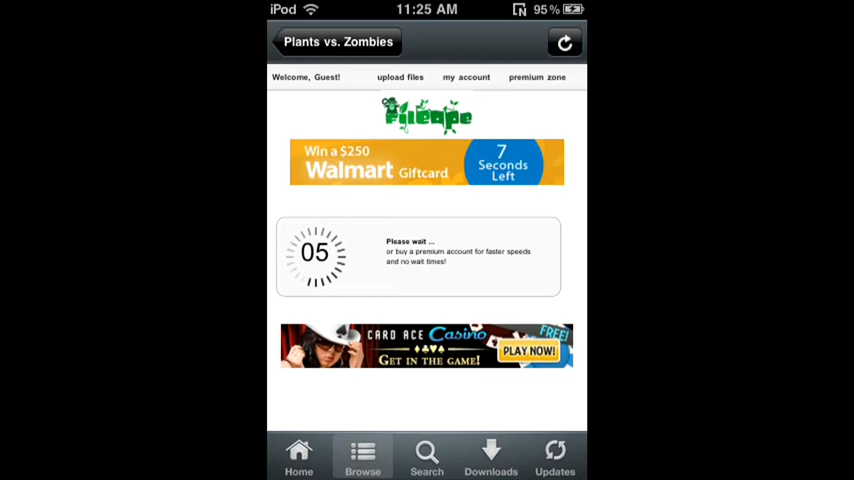 iPod 11:25 AM N 95%
Plants vs. Zombies
Welcome, Guest! upload files my account premium zone
fileape
Win a $250
Walmart Giftcard
7
Seconds
Left
05
Please wait ...
or buy a premium account for faster speeds
and no wait times!
CARD ACE Casino
GET IN THE GAME!
FREE!
PLAY NOW!
Home Browse Search Downloads Updates